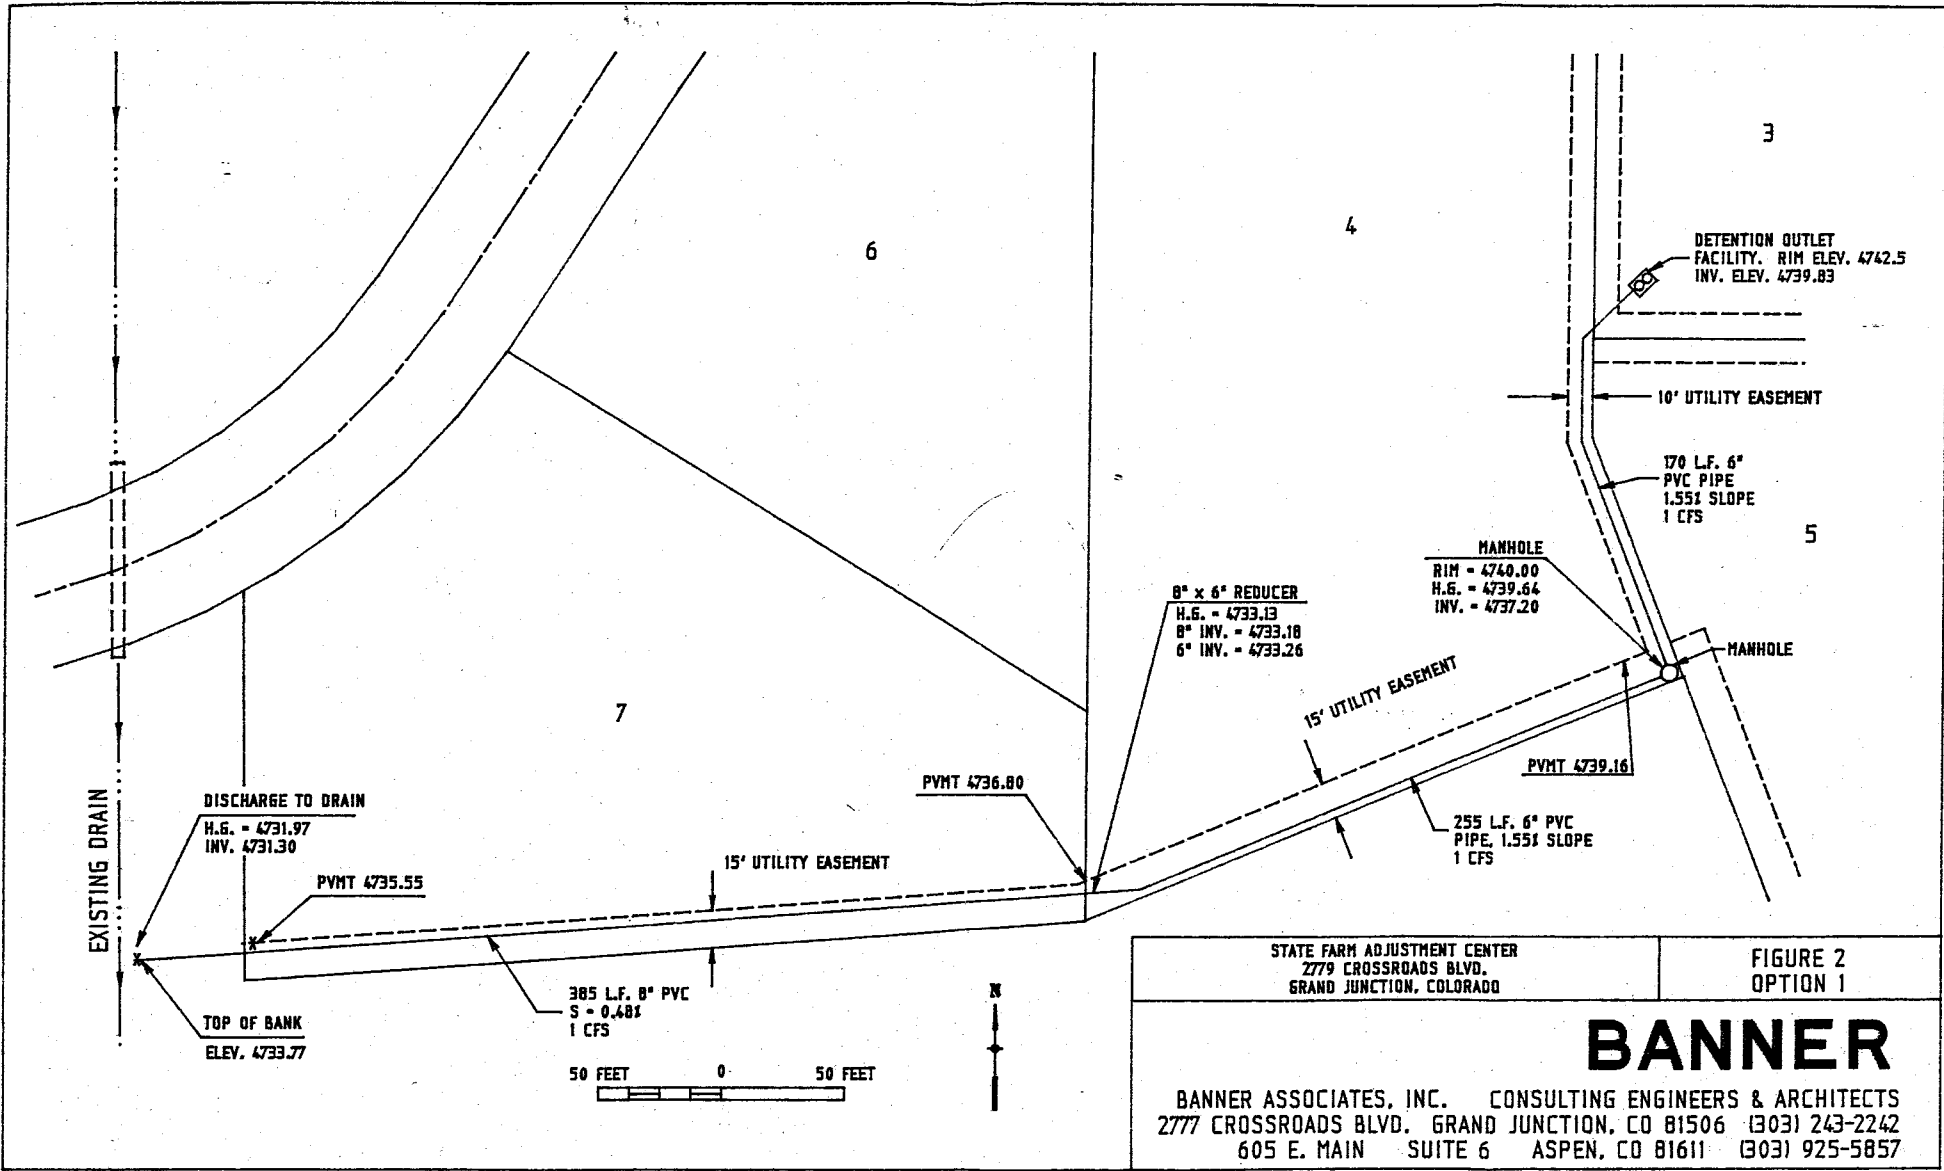 3
4
6
DETENTION OUTLET
FACILITY. RIM ELEV. 4742.5
INV. ELEV. 4739.83
10' UTILITY EASEMENT
170 L.F. 6"
PVC PIPE
1.55% SLOPE
1 CFS
5
MANHOLE
RIM = 4740.00
H.G. = 4739.64
INV. = 4737.20
8" x 6" REDUCER
H.G. = 4733.13
8" INV. = 4733.18
6" INV. = 4733.26
MANHOLE
15' UTILITY EASEMENT
7
PVMT 4739.16
PVMT 4736.80
DISCHARGE TO DRAIN
H.G. = 4731.97
INV. 4731.30
255 L.F. 6" PVC
PIPE, 1.55% SLOPE
1 CFS
15' UTILITY EASEMENT
PVMT 4735.55
EXISTING DRAIN
385 L.F. 8" PVC
S = 0.48%
1 CFS
TOP OF BANK
ELEV. 4733.77
N
50 FEET 0 50 FEET
STATE FARM ADJUSTMENT CENTER
2779 CROSSROADS BLVD.
GRAND JUNCTION, COLORADO
FIGURE 2
OPTION 1
BANNER
BANNER ASSOCIATES, INC. CONSULTING ENGINEERS & ARCHITECTS
2777 CROSSROADS BLVD. GRAND JUNCTION, CO 81506 (303) 243-2242
605 E. MAIN SUITE 6 ASPEN, CO 81611 (303) 925-5857